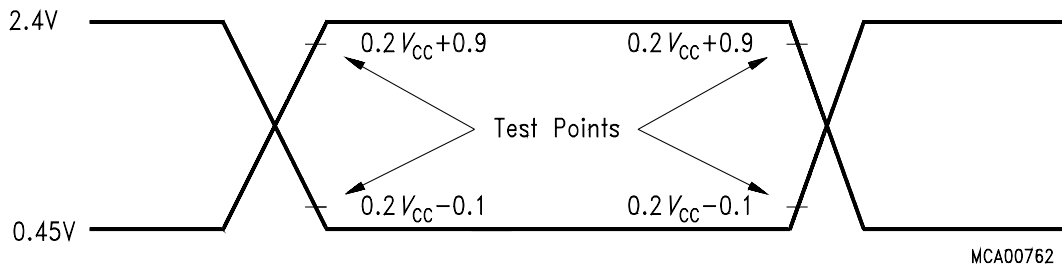 2.4V
0.2 VCC+0.9 0.2 VCC+0.9
Test Points
0.2 VCC−0.1 0.2 VCC−0.1
0.45V
MCA00762